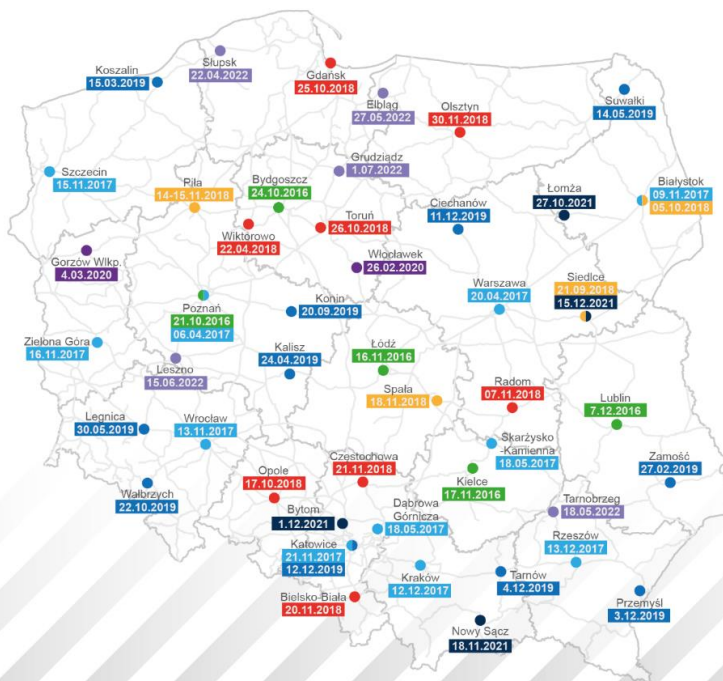 Słupsk
22.04.2022
Koszalin
15.03.2019
Gdańsk
25.10.2018
Elbląg
27.05.2022
Olsztyn
30.11.2018
Suwałki
14.05.2019
Szczecin
15.11.2017
Piła
14-15.11.2018
Bydgoszcz
24.10.2016
Grudziądz
1.07.2022
Ciechanów
11.12.2019
Łomża
27.10.2021
Białystok
09.11.2017
05.10.2018
Wiktorowo
22.04.2018
Toruń
26.10.2018
Gorzów Wlkp.
4.03.2020
Włocławek
26.02.2020
Warszawa
20.04.2017
Siedlce
21.09.2018
15.12.2021
Poznań
21.10.2016
06.04.2017
Konin
20.09.2019
Zielona Góra
16.11.2017
Leszno
15.06.2022
Kalisz
24.04.2019
Łódź
16.11.2016
Spała
18.11.2018
Radom
07.11.2018
Lublin
7.12.2016
Legnica
30.05.2019
Wrocław
13.11.2017
Skarżysko
-Kamienna
18.05.2017
Częstochowa
21.11.2018
Kielce
17.11.2016
Zamość
27.02.2019
Opole
17.10.2018
Wałbrzych
22.10.2019
Bytom
1.12.2021
Dąbrowa
Górnicza
18.05.2017
Tarnobrzeg
18.05.2022
Katowice
21.11.2017
12.12.2019
Rzeszów
13.12.2017
Kraków
12.12.2017
Tarnów
4.12.2019
Przemyśl
3.12.2019
Bielsko-Biała
20.11.2018
Nowy Sącz
18.11.2021